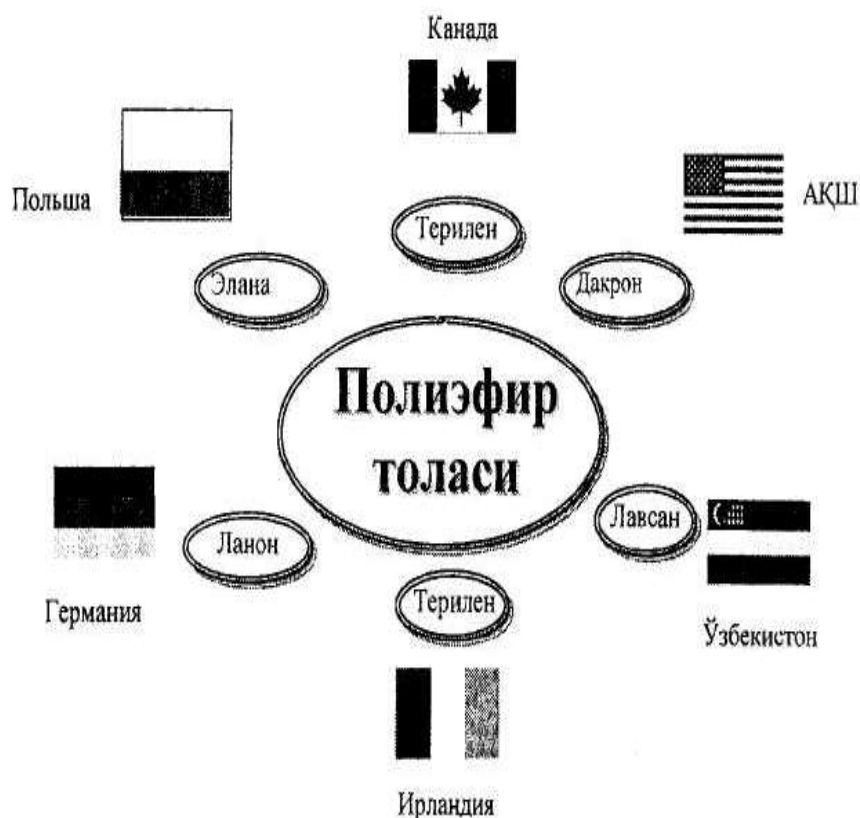 Канада
Польша
АҚШ
Терилен
Элана
Дакрон
Полиэфир
толаси
Ланон
Лавсан
Терилен
Германия
Ўзбекистон
Ирландия